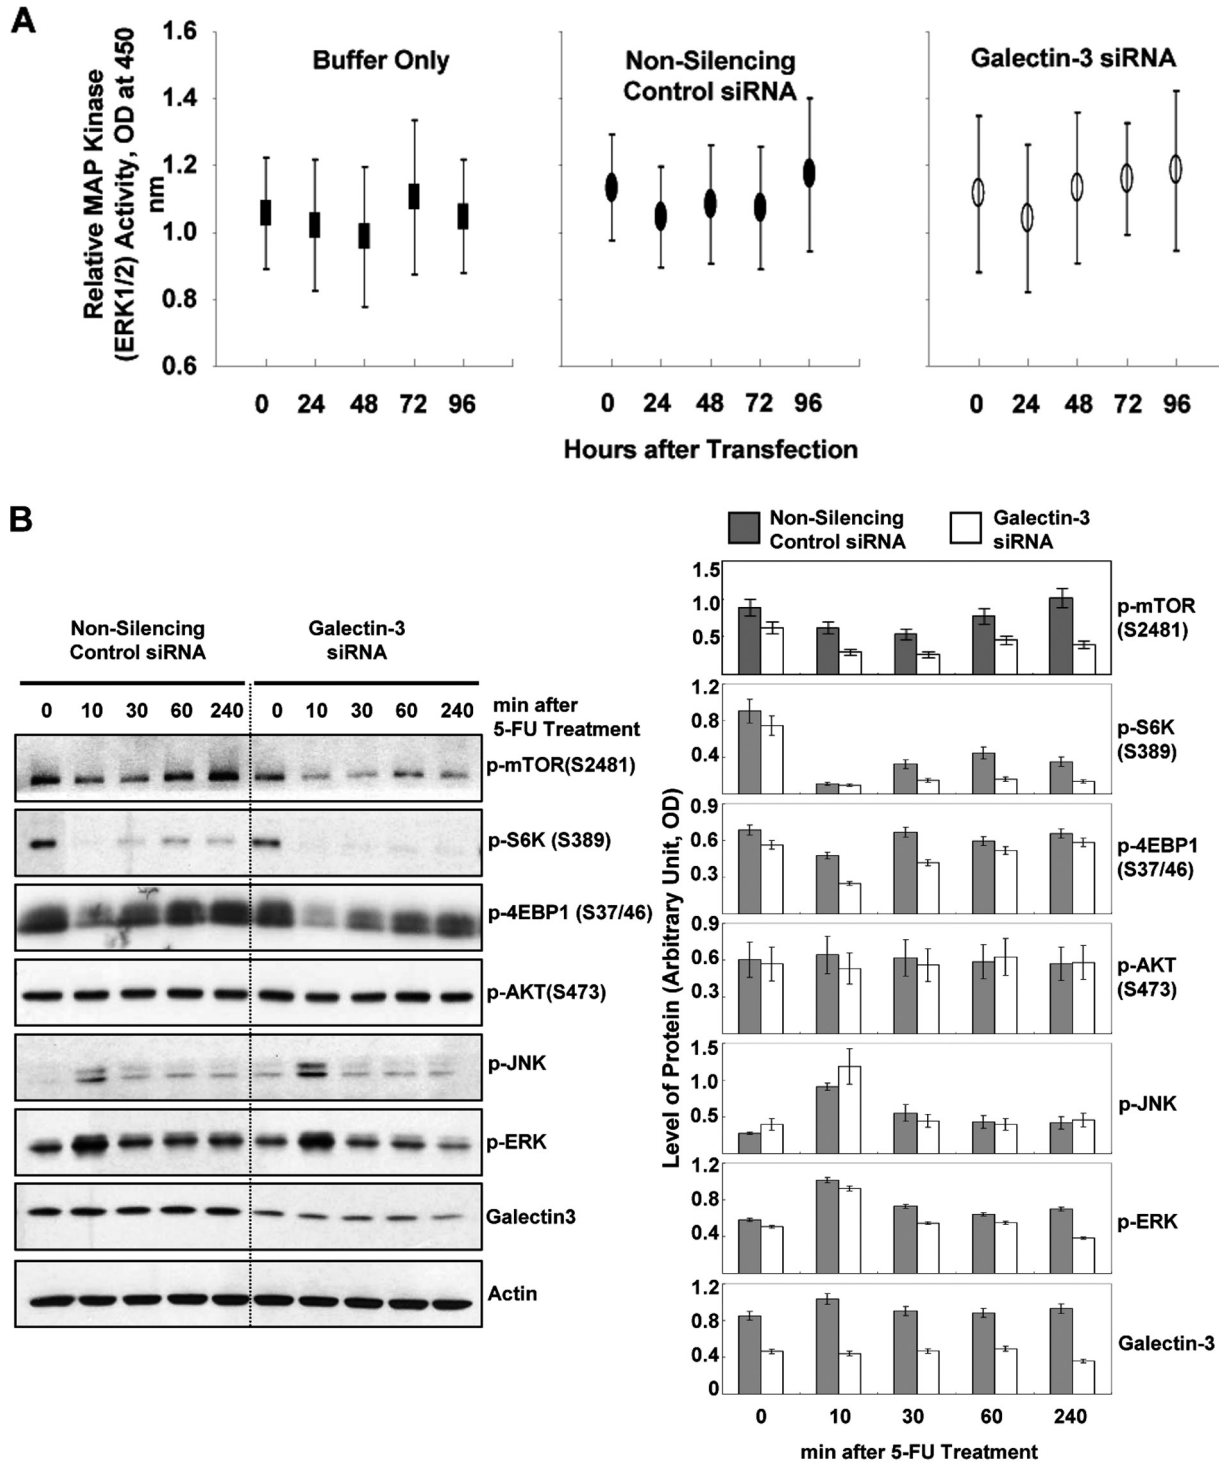 A
1.6
1.4
1.2
1.0
0.8
0.6
Relative MAP Kinase
(ERK1/2) Activity, OD at 450
nm
Buffer Only
Non-Silencing
Control siRNA
Galectin-3 siRNA
0 24 48 72 96
0 24 48 72 96
0 24 48 72 96
Hours after Transfection
B
Non-Silencing
Control siRNA
Galectin-3
siRNA
0 10 30 60 240 0 10 30 60 240
min after
5-FU Treatment
p-mTOR(S2481)
p-S6K (S389)
p-4EBP1 (S37/46)
p-AKT(S473)
p-JNK
p-ERK
Galectin3
Actin
Non-Silencing
Control siRNA
Galectin-3
siRNA
Level of Protein (Arbitrary Unit, OD)
1.5
1.0
0.5
p-mTOR
(S2481)
1.2
0.8
0.4
p-S6K
(S389)
0.9
0.6
0.3
p-4EBP1
(S37/46)
0.9
0.6
0.3
p-AKT
(S473)
1.5
1.0
0.5
p-JNK
1.2
0.8
0.4
p-ERK
1.2
0.8
0.4
0
Galectin-3
0 10 30 60 240
min after 5-FU Treatment